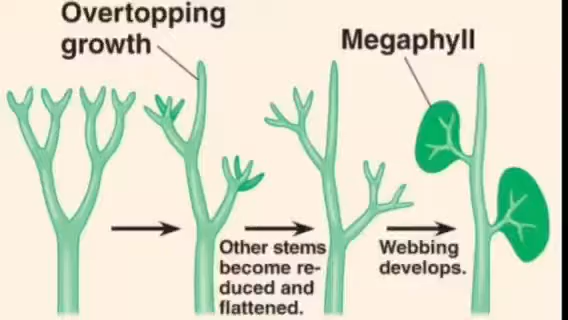 Overtopping
growth
Megaphyll
Other stems
become re-
duced and
flattened.
Webbing
develops.